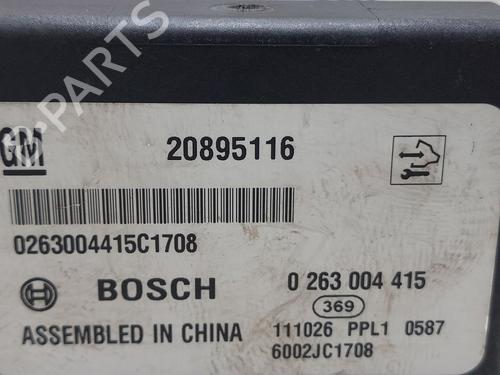 PARTS
GM 20895116
0263004415C1708
BOSCH 0 263 004 415
369
ASSEMBLED IN CHINA 111026 PPL1 0587
6002JC1708